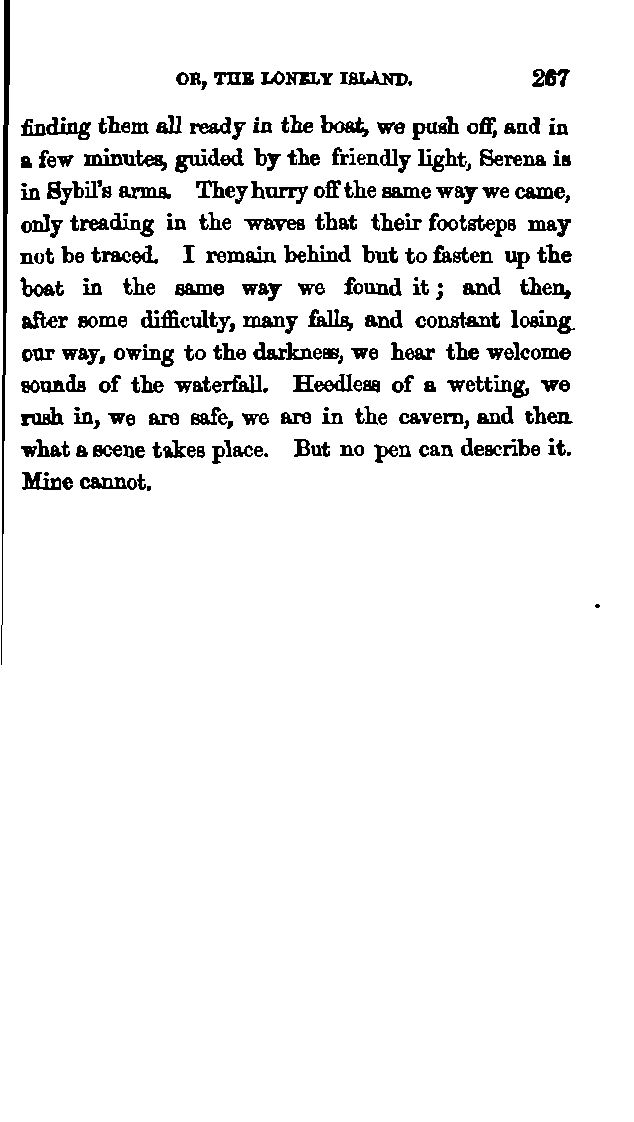 OR, THE LONELY ISLAND. 267
finding them all ready in the boat, we push off, and in
a few minutes, guided by the friendly light, Serena is
in Sybil's arms. They hurry off the same way we came,
only treading in the waves that their footsteps may
not be traced. I remain behind but to fasten up the
boat in the same way we found it; and then,
after some difficulty, many falls, and constant losing
our way, owing to the darkness, we hear the welcome
sounds of the waterfall. Heedless of a wetting, we
rush in, we are safe, we are in the cavern, and then
what a scene takes place. But no pen can describe it.
Mine cannot.